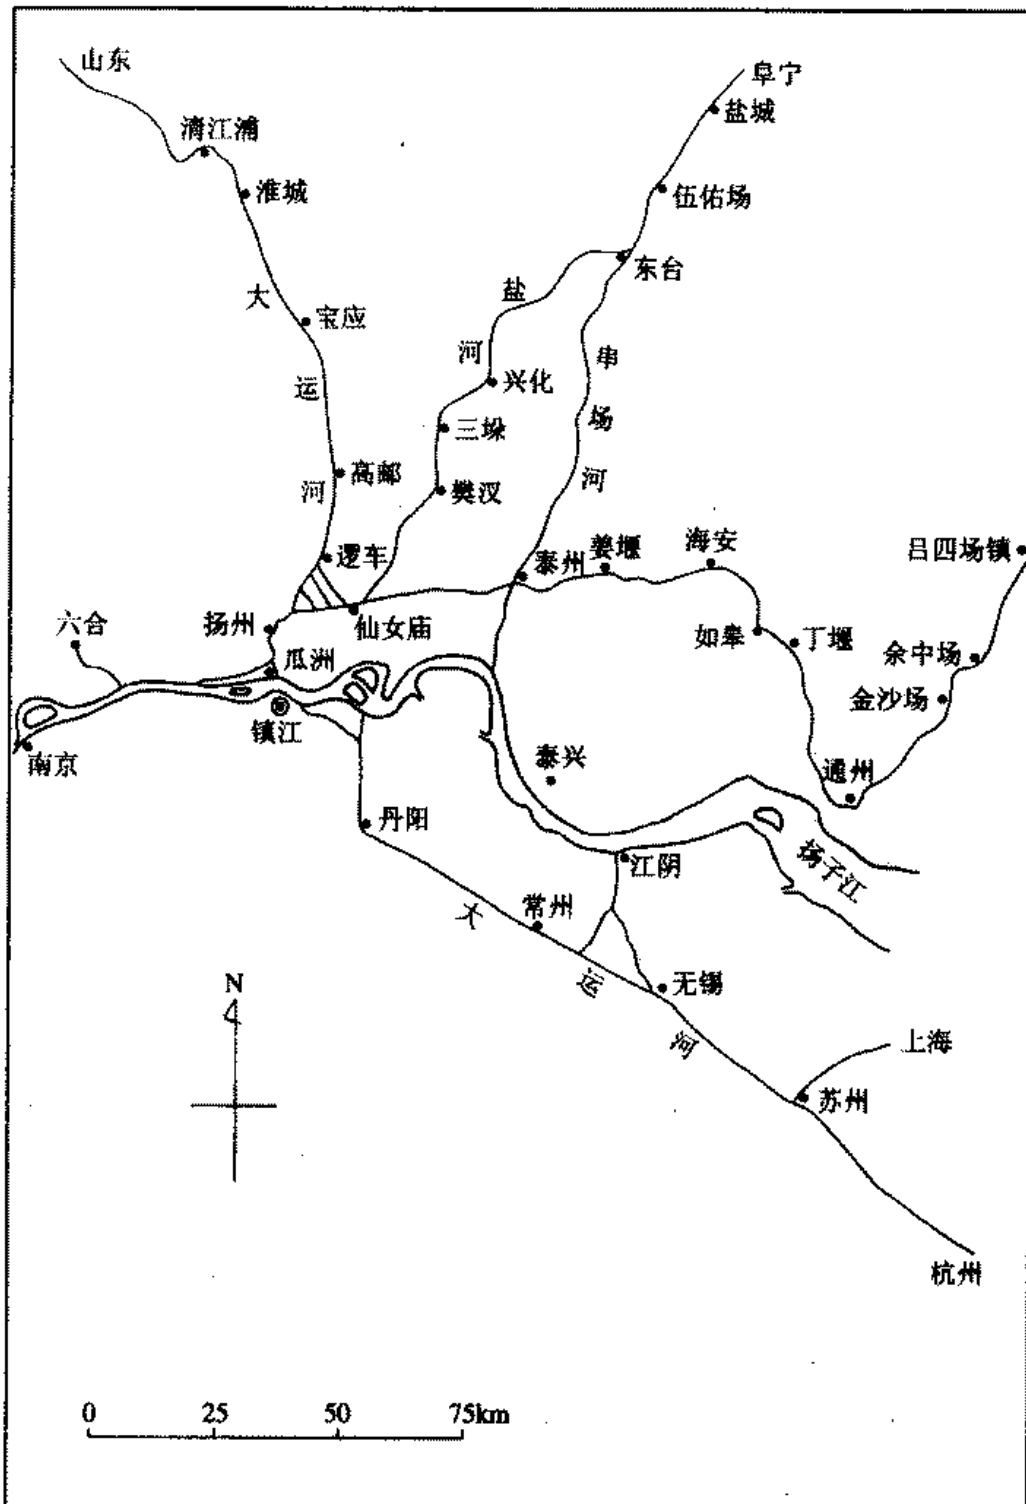 山东
阜宁
盐城
清江浦
淮城
伍佑场
东台
大
运
河
宝应
盐
河
串
场
河
兴化
三垛
高邮
樊汊
逻车
泰州
姜堰
海安
吕四场镇
六合
扬州
仙女庙
如皋
丁堰
余中场
瓜洲
金沙场
镇江
南京
泰兴
通州
丹阳
江阴
扬子江
常州
大
运
河
无锡
N
上海
苏州
杭州
0 25 50 75km